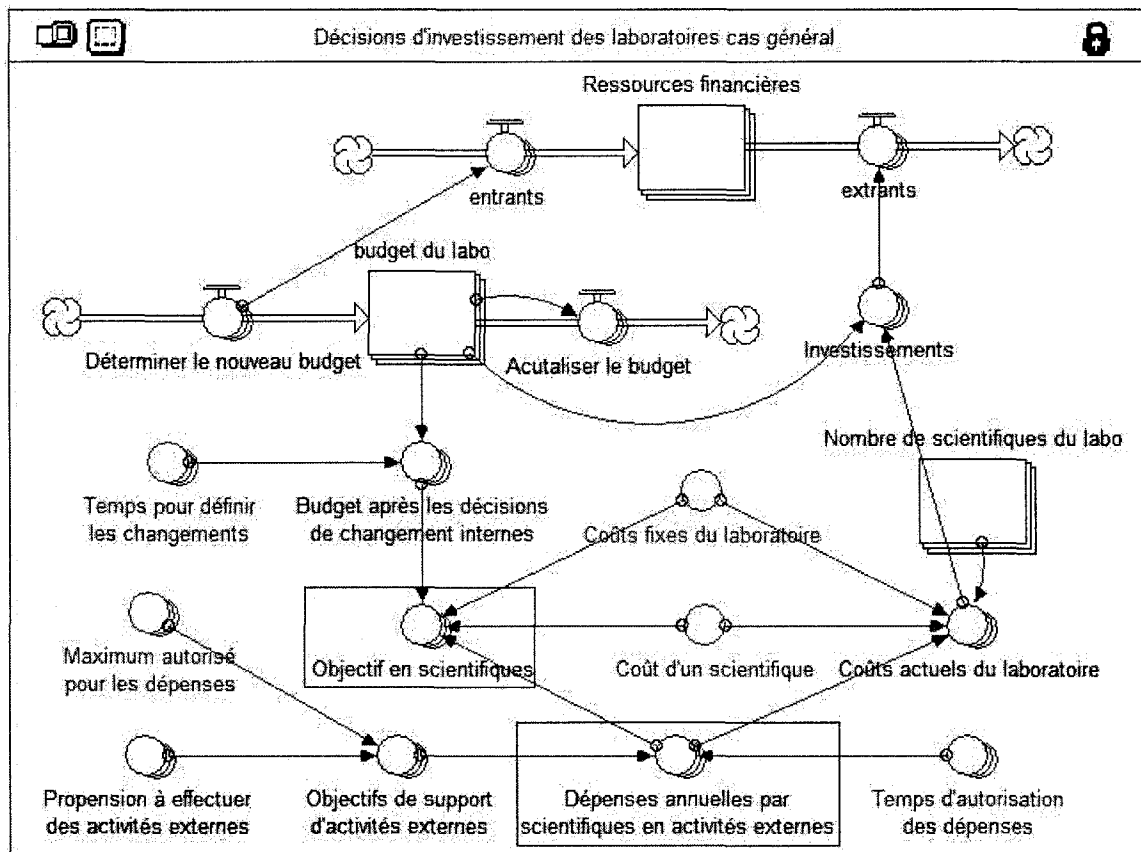 Décisions d'investissement des laboratoires cas général
Ressources financières
entrants
extrants
budget du labo
Déterminer le nouveau budget
Acutaliser le budget
Investissements
Nombre de scientifiques du labo
Temps pour définir
les changements
Budget après les décisions
de changement internes
Coûts fixes du laboratoire
Maximum autorisé
pour les dépenses
Objectif en scientifiques
Coût d'un scientifique
Coûts actuels du laboratoire
Propension à effectuer
des activités externes
Objectifs de support
d'activités externes
Dépenses annuelles par
scientifiques en activités externes
Temps d'autorisation
des dépenses